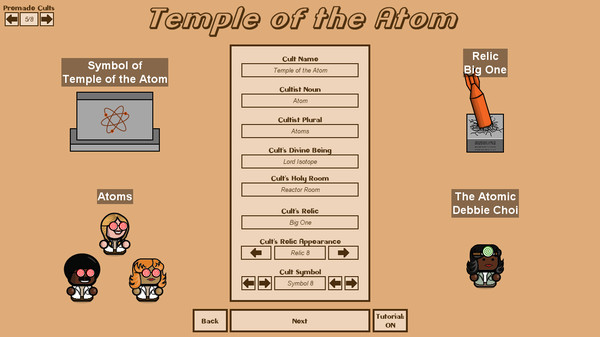 Premade Cults
5/8
Temple of the Atom
Symbol of
Temple of the Atom
Atoms
Cult Name
Temple of the Atom
Cultist Noun
Atom
Cultist Plural
Atoms
Cult's Divine Being
Lord Isotope
Cult's Holy Room
Reactor Room
Cult's Relic
Big One
Cult's Relic Appearance
Relic 8
Cult Symbol
Symbol 8
Relic
Big One
The Atomic
Debbie Choi
Back
Next
Tutorial:
ON